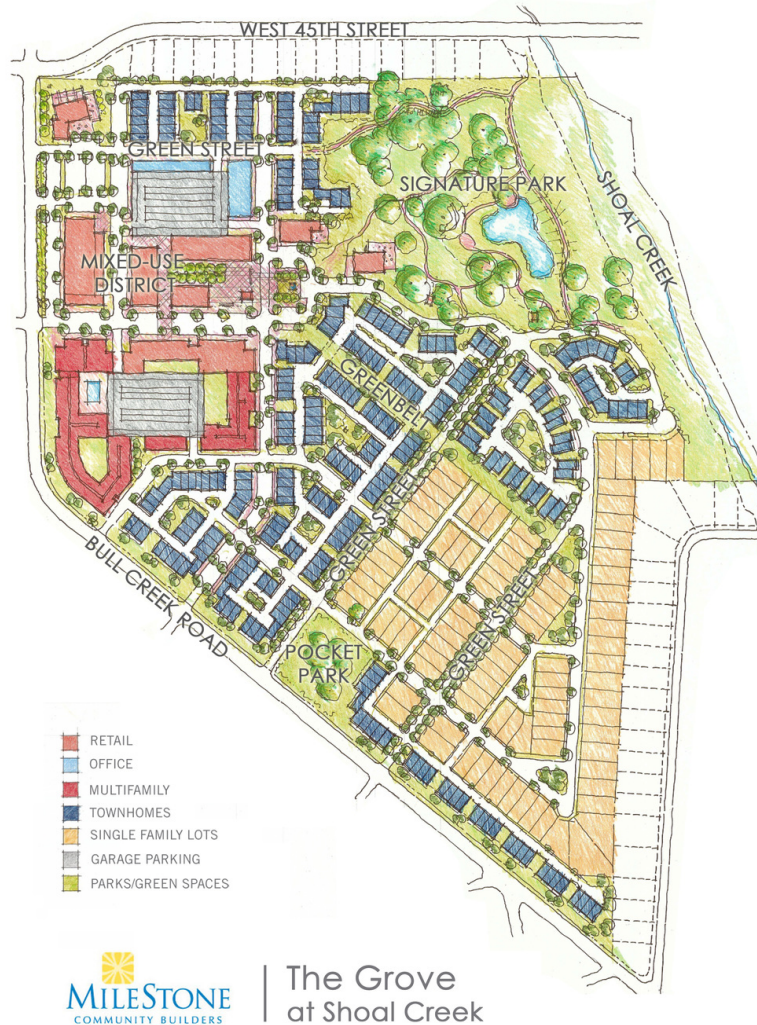 WEST 45TH STREET
GREEN STREET
SIGNATURE PARK
SHOAL CREEK
MIXED-USE
DISTRICT
GREENBELT
GREEN STREET
GREEN STREET
BULL CREEK ROAD
POCKET
PARK
RETAIL
OFFICE
MULTIFAMILY
TOWNHOMES
SINGLE FAMILY LOTS
GARAGE PARKING
PARKS/GREEN SPACES
MILESTONE
COMMUNITY BUILDERS
The Grove
at Shoal Creek